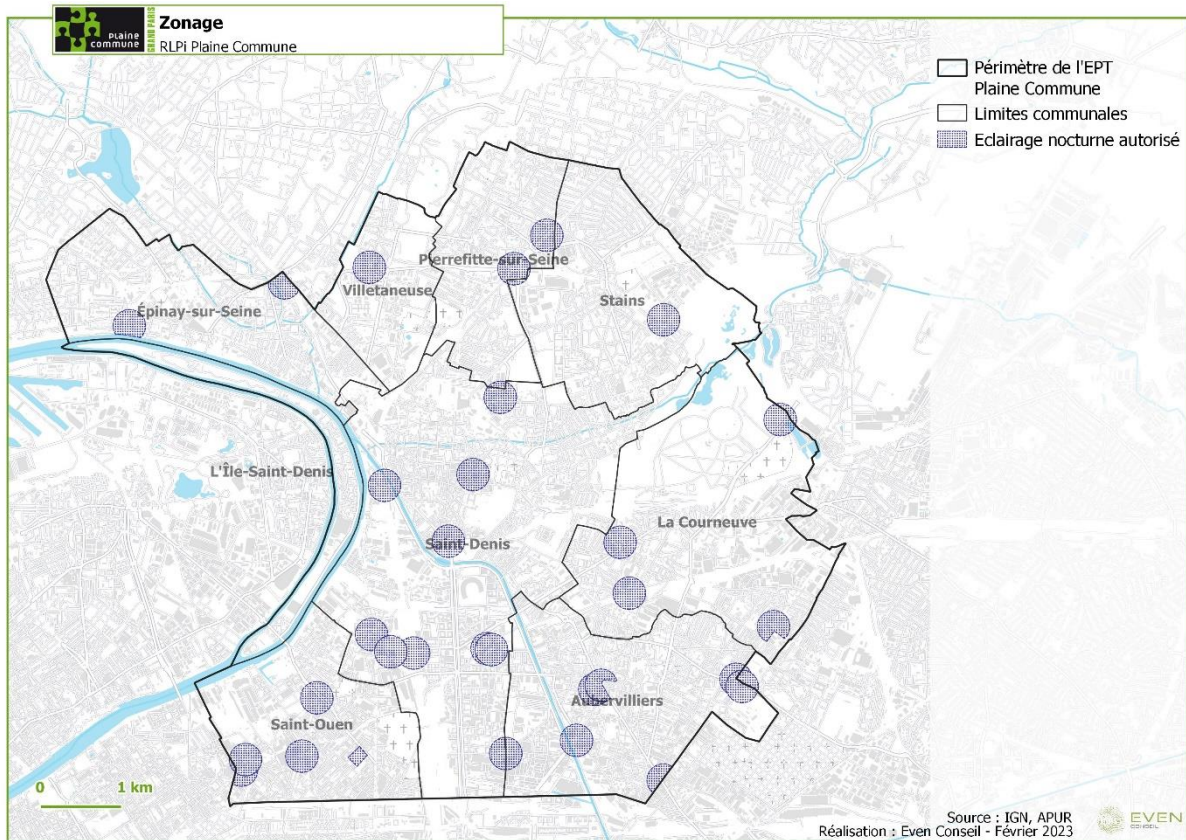 PLAINE
COMMUNE
GRAND PARIS
Zonage
RLPi Plaine Commune
Périmètre de l'EPT
Plaine Commune
Limites communales
Eclairage nocturne autorisé
Pierrefitte-sur-Seine
Villetaneuse
Stains
Épinay-sur-Seine
L'Île-Saint-Denis
La Courneuve
Saint-Denis
Aubervilliers
Saint-Ouen
0 1 km
Source : IGN, APUR
Réalisation : Even Conseil - Février 2023
EVEN
CONSEIL